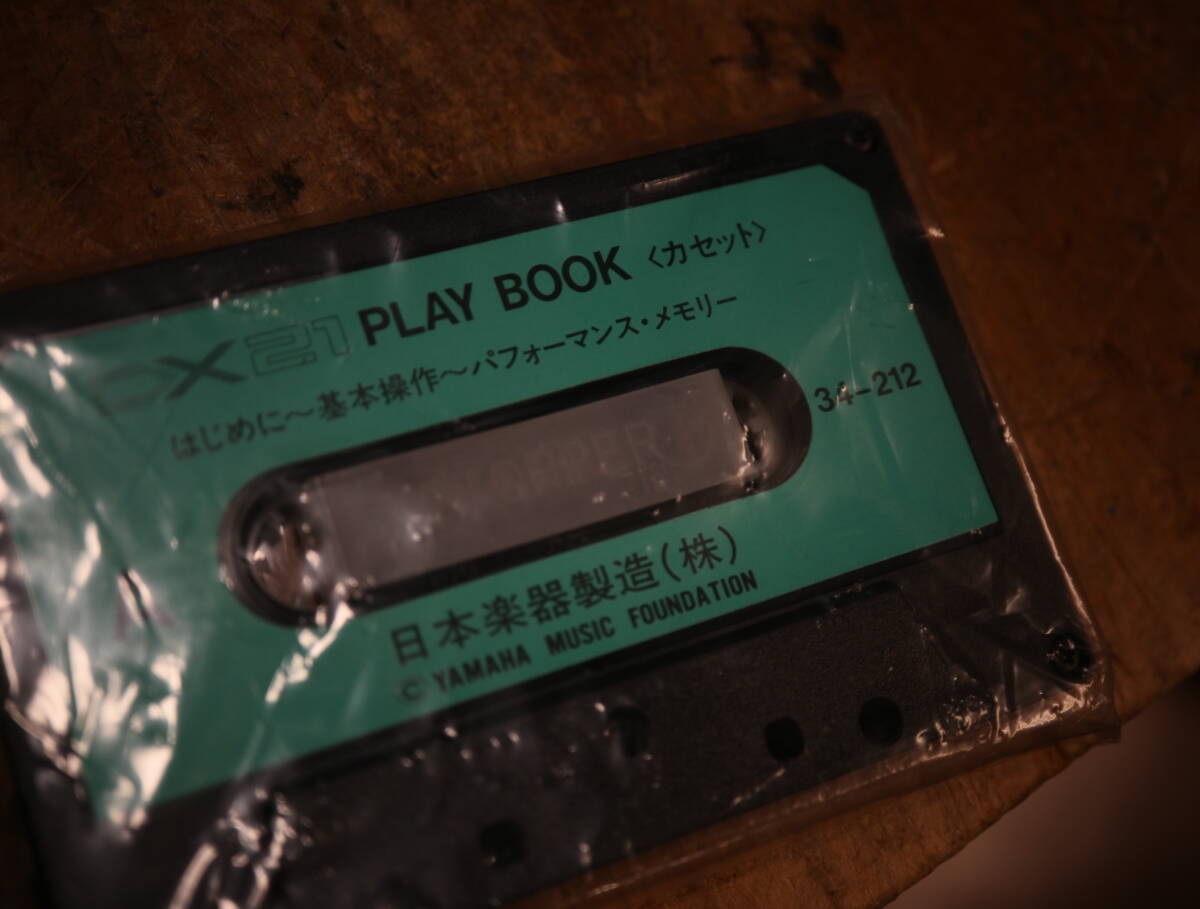 DX21 PLAY BOOK 〈カセット〉
はじめに～基本操作～パフォーマンス・メモリー
34-212
日本楽器製造(株)
© YAMAHA MUSIC FOUNDATION